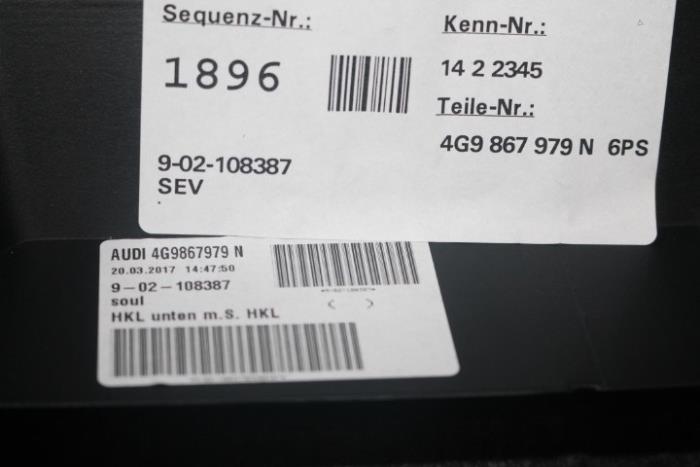 Sequenz-Nr.:
1896
9-02-108387
SEV
Kenn-Nr.:
14 2 2345
Teile-Nr.:
4G9 867 979 N 6PS
AUDI 4G9867979 N
20.03.2017 14:47:50
9-02-108387
soul
HKL unten m.S. HKL
< >